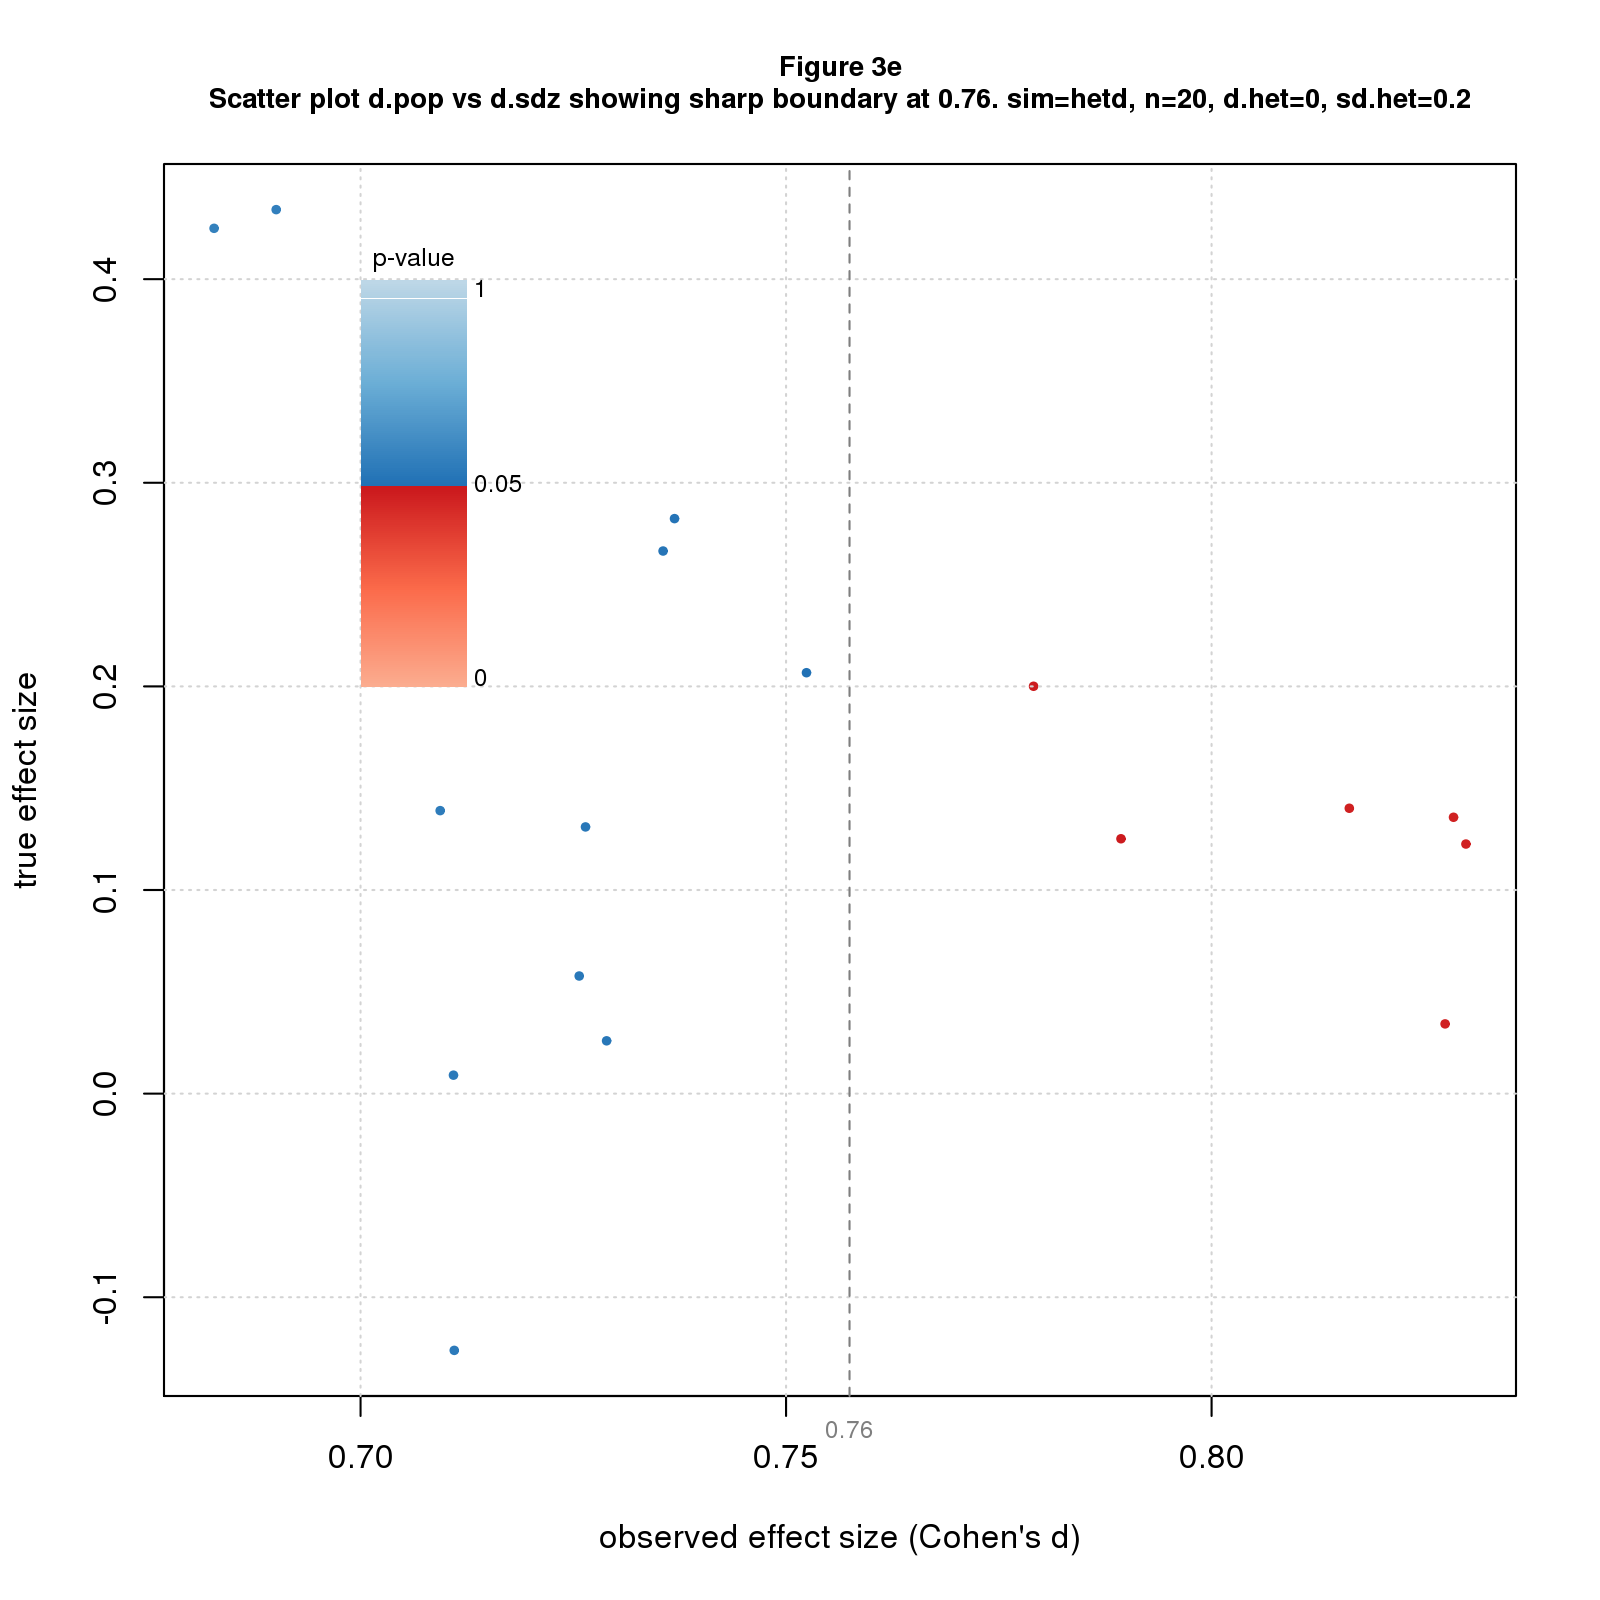 Figure 3e
Scatter plot d.pop vs d.sdz showing sharp boundary at 0.76. sim=hetd, n=20, d.het=0, sd.het=0.2
p-value
1
0.05
0
0.4
0.3
0.2
0.1
0.0
-0.1
true effect size
0.76
0.70
0.75
0.80
observed effect size (Cohen's d)